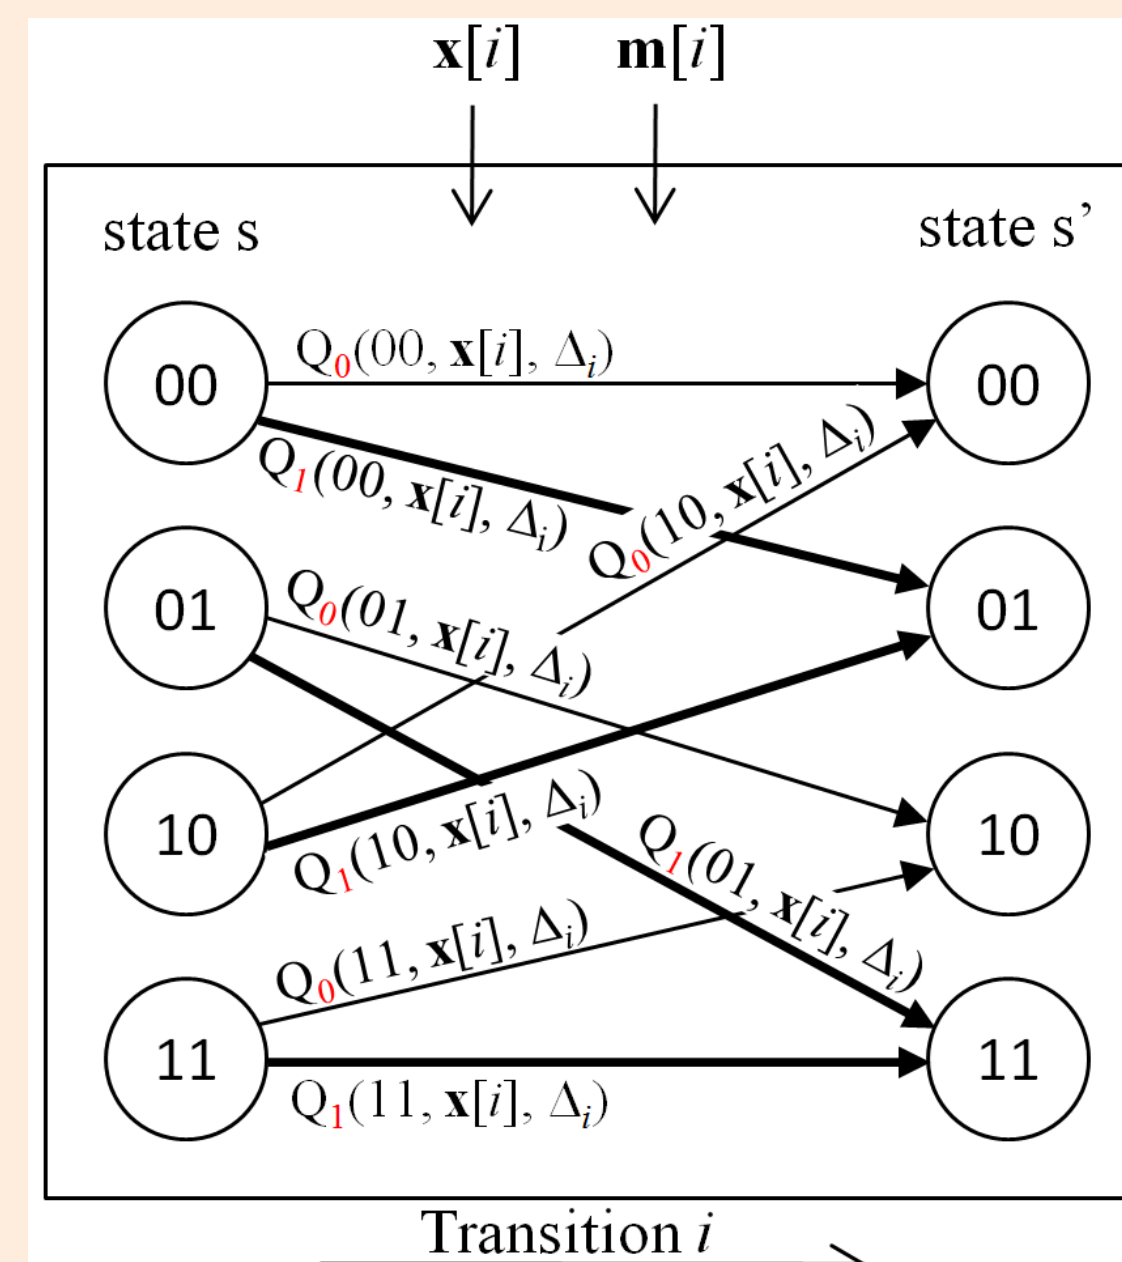 x[i] m[i]
state s
state s’
00
Q₀(00, x[i], Δᵢ)
00
Q₁(00, x[i], Δᵢ)
Q₀(10, x[i], Δᵢ)
01
Q₀(01, x[i], Δᵢ)
01
10
Q₁(10, x[i], Δᵢ)
Q₁(01, x[i], Δᵢ)
10
Q₀(11, x[i], Δᵢ)
11
Q₁(11, x[i], Δᵢ)
11
Transition i